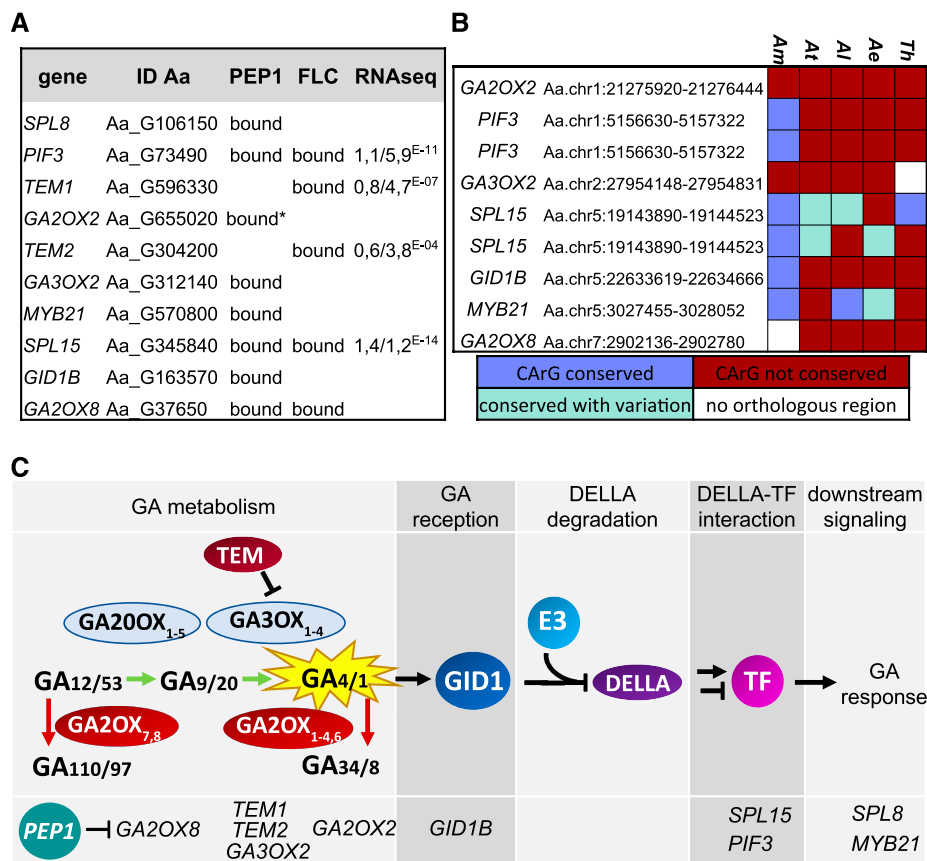 A
gene ID Aa PEP1 FLC RNAseq
SPL8 Aa_G106150 bound
PIF3 Aa_G73490 bound bound 1,1/5,9E-11
TEM1 Aa_G596330 bound 0,8/4,7E-07
GA2OX2 Aa_G655020 bound*
TEM2 Aa_G304200 bound 0,6/3,8E-04
GA3OX2 Aa_G312140 bound
MYB21 Aa_G570800 bound
SPL15 Aa_G345840 bound bound 1,4/1,2E-14
GID1B Aa_G163570 bound
GA2OX8 Aa_G37650 bound bound
B
Am At Al Ae Th
GA2OX2 Aa.chr1:21275920-21276444
PIF3 Aa.chr1:5156630-5157322
PIF3 Aa.chr1:5156630-5157322
GA3OX2 Aa.chr2:27954148-27954831
SPL15 Aa.chr5:19143890-19144523
SPL15 Aa.chr5:19143890-19144523
GID1B Aa.chr5:22633619-22634666
MYB21 Aa.chr5:3027455-3028052
GA2OX8 Aa.chr7:2902136-2902780
CArG conserved CArG not conserved
conserved with variation no orthologous region
C
GA metabolism
GA
reception
DELLA
degradation
DELLA-TF
interaction
downstream
signaling
TEM
GA20OX1-5 GA3OX1-4
E3
GA12/53 GA9/20 GA4/1 GID1 DELLA TF
GA
response
GA2OX7,8 GA2OX1-4,6
GA110/97 GA34/8
PEP1 GA2OX8
TEM1
TEM2
GA3OX2
GA2OX2
GID1B
SPL15
PIF3
SPL8
MYB21